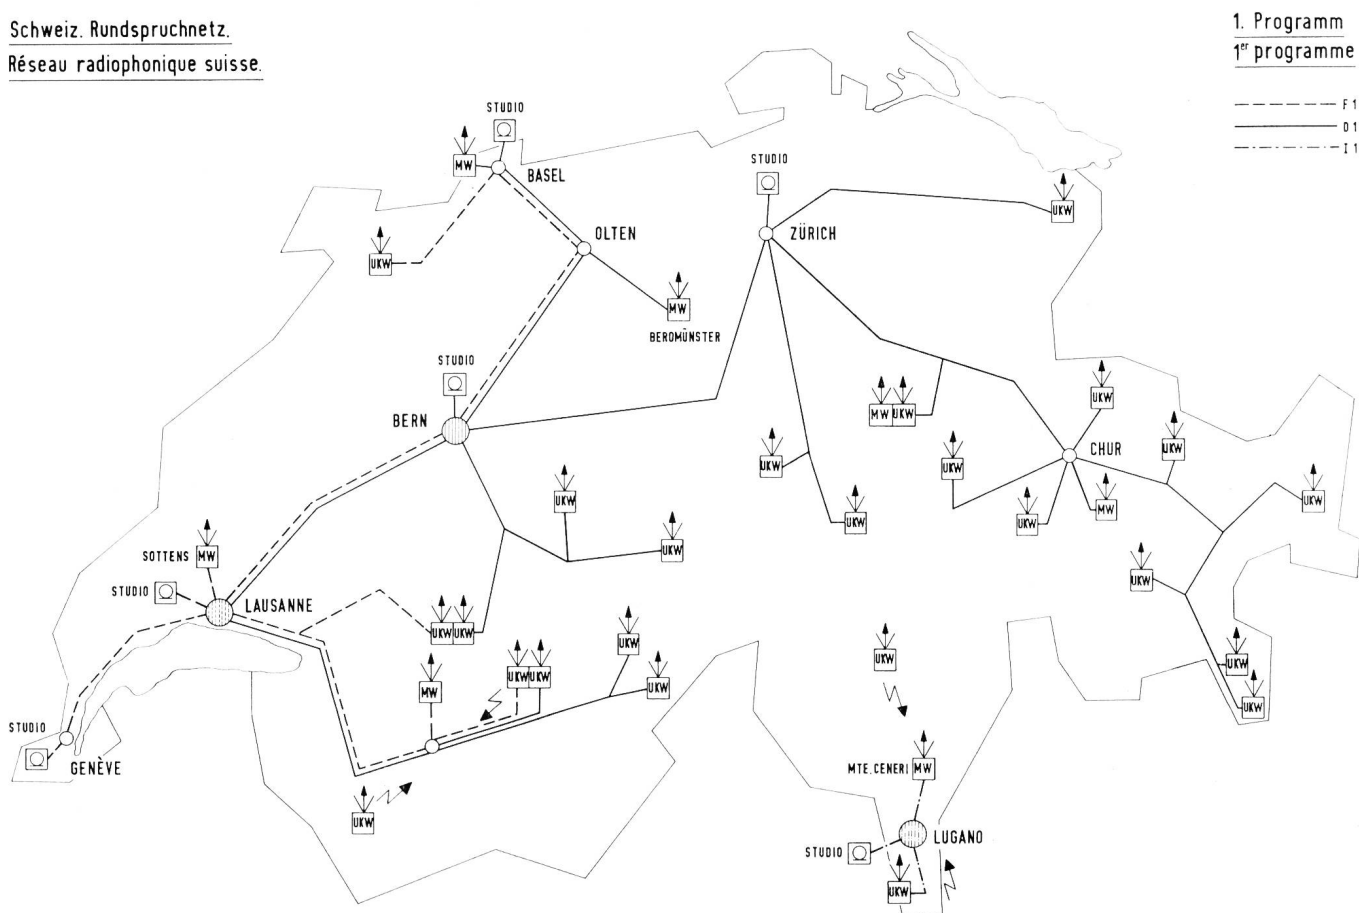 Schweiz. Rundspruchnetz.
Réseau radiophonique suisse.
1. Programm
1er programme
F 1
D 1
I 1
STUDIO
MW
BASEL
STUDIO
UKW
OLTEN
ZÜRICH
UKW
MW
BEROMÜNSTER
STUDIO
BERN
UKW
MW UKW
UKW
CHUR
UKW
UKW
UKW
UKW
UKW
UKW
MW
UKW
UKW
SOTTENS MW
UKW
STUDIO
LAUSANNE
UKW UKW
UKW
UKW
UKW
MW
UKW UKW
UKW
UKW
STUDIO
GENÈVE
MTE. CENERI MW
UKW
LUGANO
STUDIO
UKW